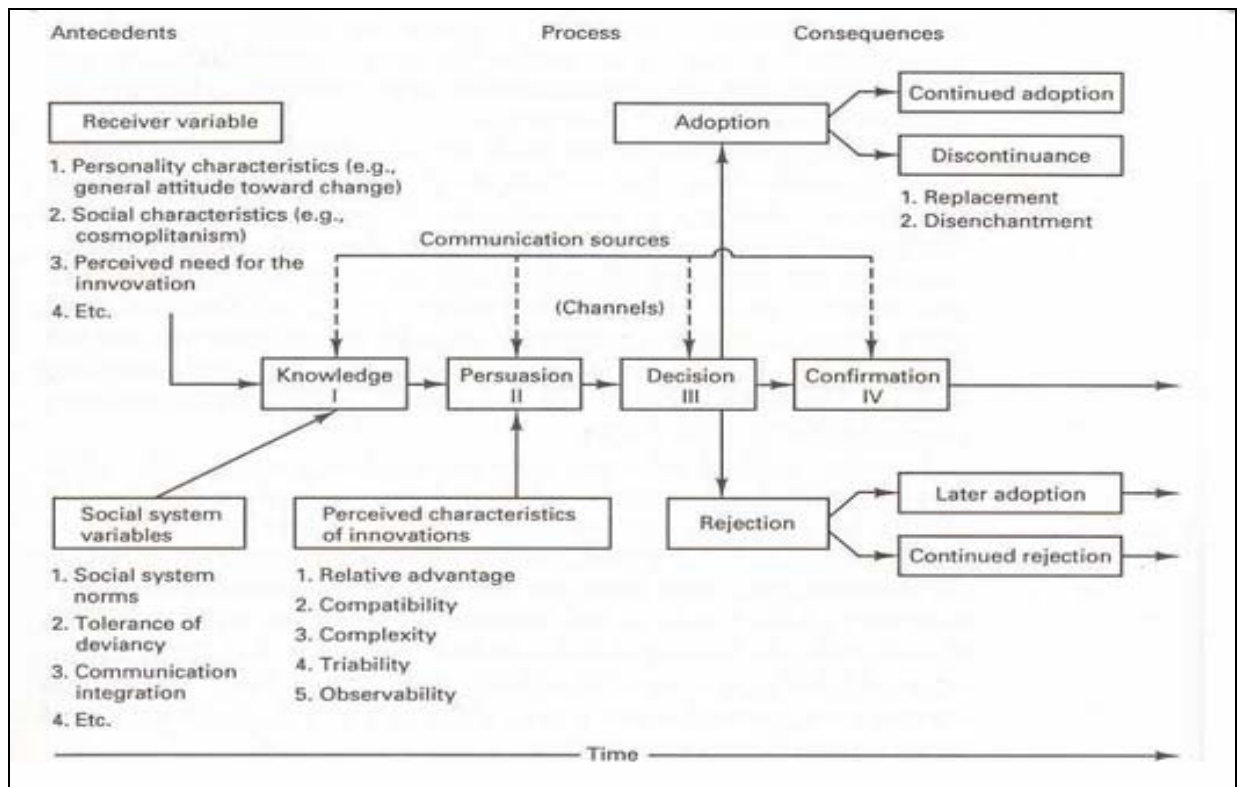 Antecedents
Process
Consequences
Receiver variable
1. Personality characteristics (e.g.,
general attitude toward change)
2. Social characteristics (e.g.,
cosmoplitanism)
3. Perceived need for the
innvovation
4. Etc.
Adoption
Continued adoption
Discontinuance
1. Replacement
2. Disenchantment
Communication sources
(Channels)
Knowledge
I
Persuasion
II
Decision
III
Confirmation
IV
Social system
variables
1. Social system
norms
2. Tolerance of
deviancy
3. Communication
integration
4. Etc.
Perceived characteristics
of innovations
1. Relative advantage
2. Compatibility
3. Complexity
4. Triability
5. Observability
Rejection
Later adoption
Continued rejection
Time